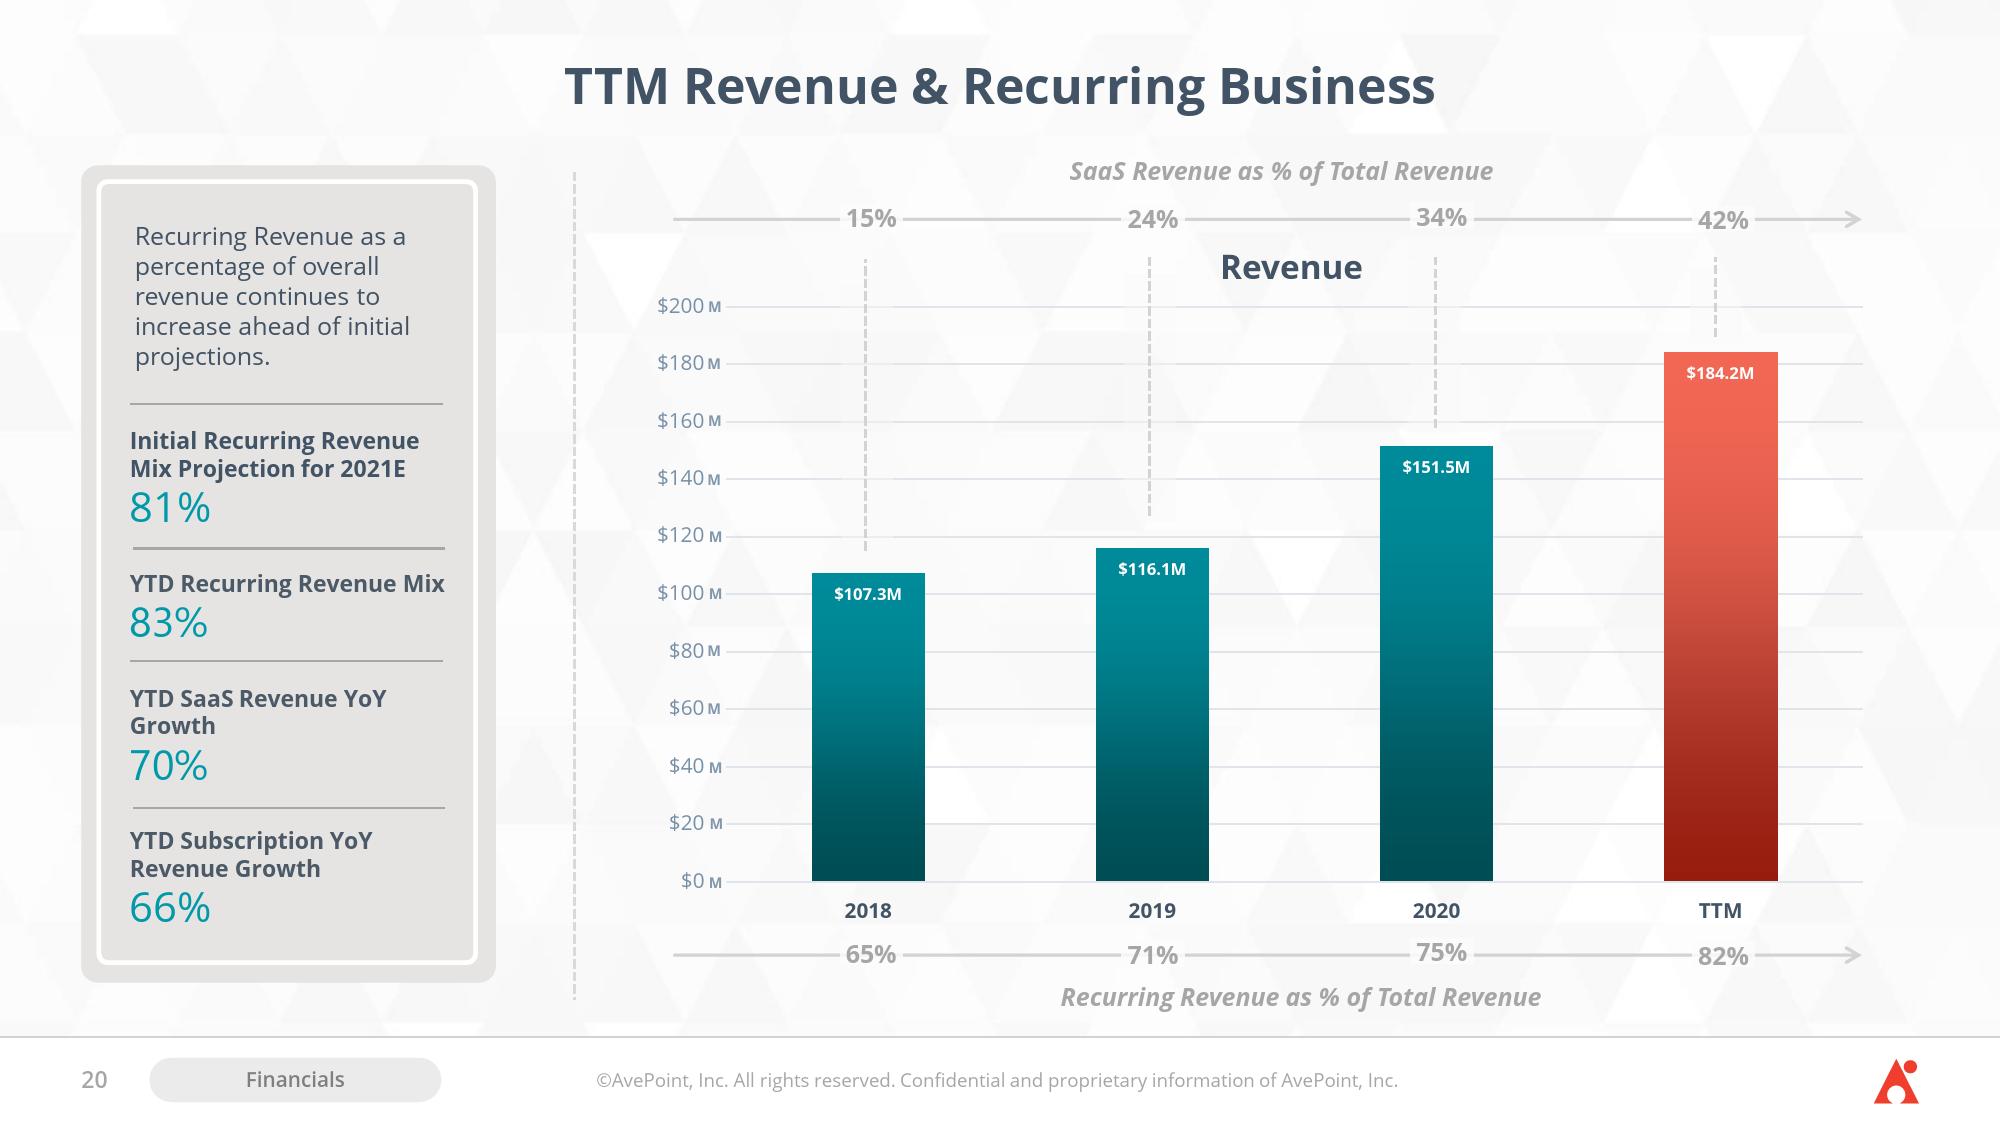 TTM Revenue & Recurring Business
Recurring Revenue as a
percentage of overall
revenue continues to
increase ahead of initial
projections.
Initial Recurring Revenue
Mix Projection for 2021E
81%
YTD Recurring Revenue Mix
83%
YTD SaaS Revenue YoY
Growth
70%
YTD Subscription YoY
Revenue Growth
66%
SaaS Revenue as % of Total Revenue
15% 24% 34% 42%
Revenue
$200 M
$180 M
$160 M
$140 M
$120 M
$100 M
$80 M
$60 M
$40 M
$20 M
$0 M
$107.3M
$116.1M
$151.5M
$184.2M
2018 2019 2020 TTM
65% 71% 75% 82%
Recurring Revenue as % of Total Revenue
20
Financials
©AvePoint, Inc. All rights reserved. Confidential and proprietary information of AvePoint, Inc.